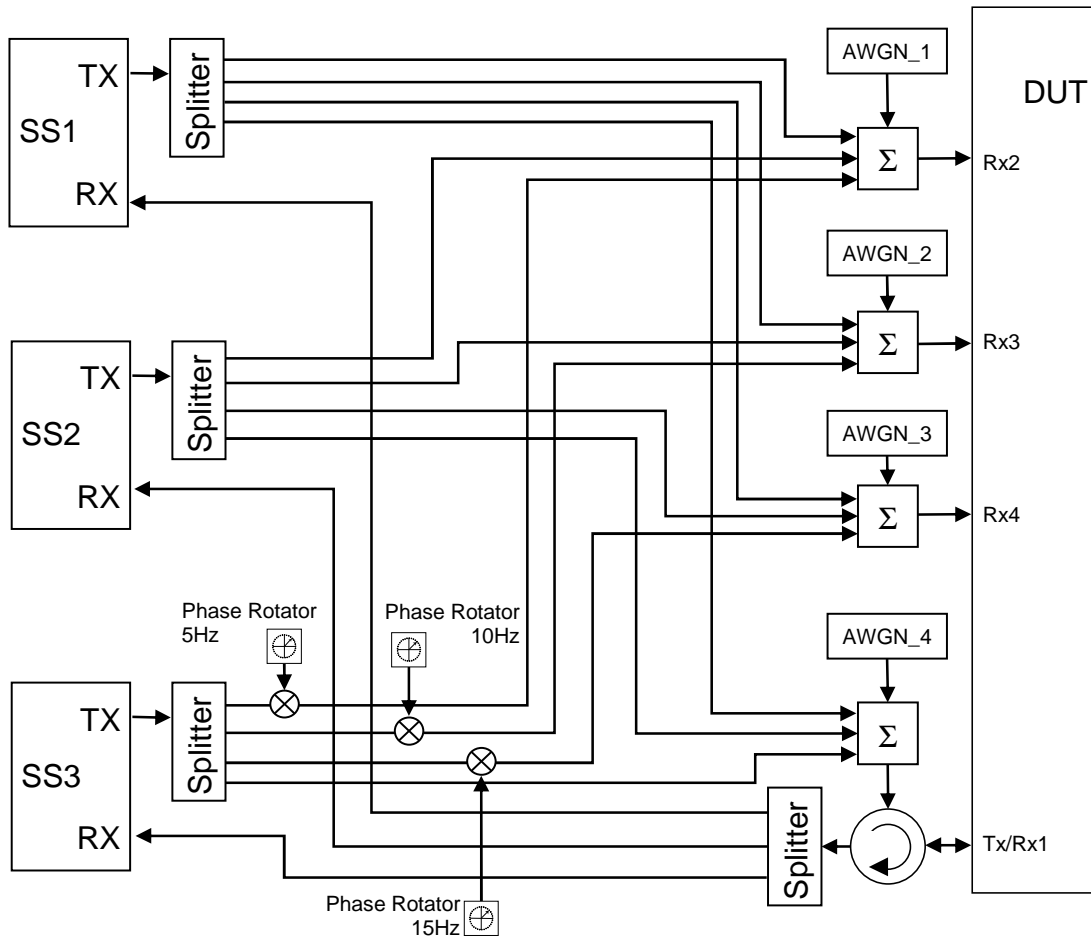 TX
SS1
RX
Splitter
AWGN_1
Σ
DUT
Rx2
AWGN_2
Σ
Rx3
TX
SS2
RX
Splitter
AWGN_3
Σ
Rx4
Phase Rotator
5Hz
Phase Rotator
10Hz
AWGN_4
Σ
TX
SS3
RX
Splitter
Splitter
Tx/Rx1
Phase Rotator
15Hz